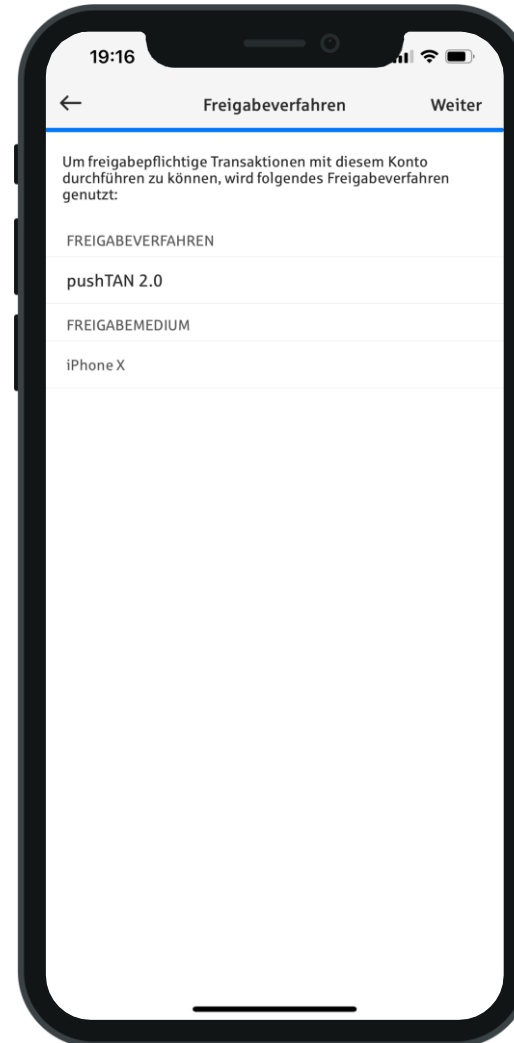 19:16
Freigabeverfahren
Weiter
Um freigabepflichtige Transaktionen mit diesem Konto
durchführen zu können, wird folgendes Freigabeverfahren
genutzt:
FREIGABEVERFAHREN
pushTAN 2.0
FREIGABEMEDIUM
iPhone X